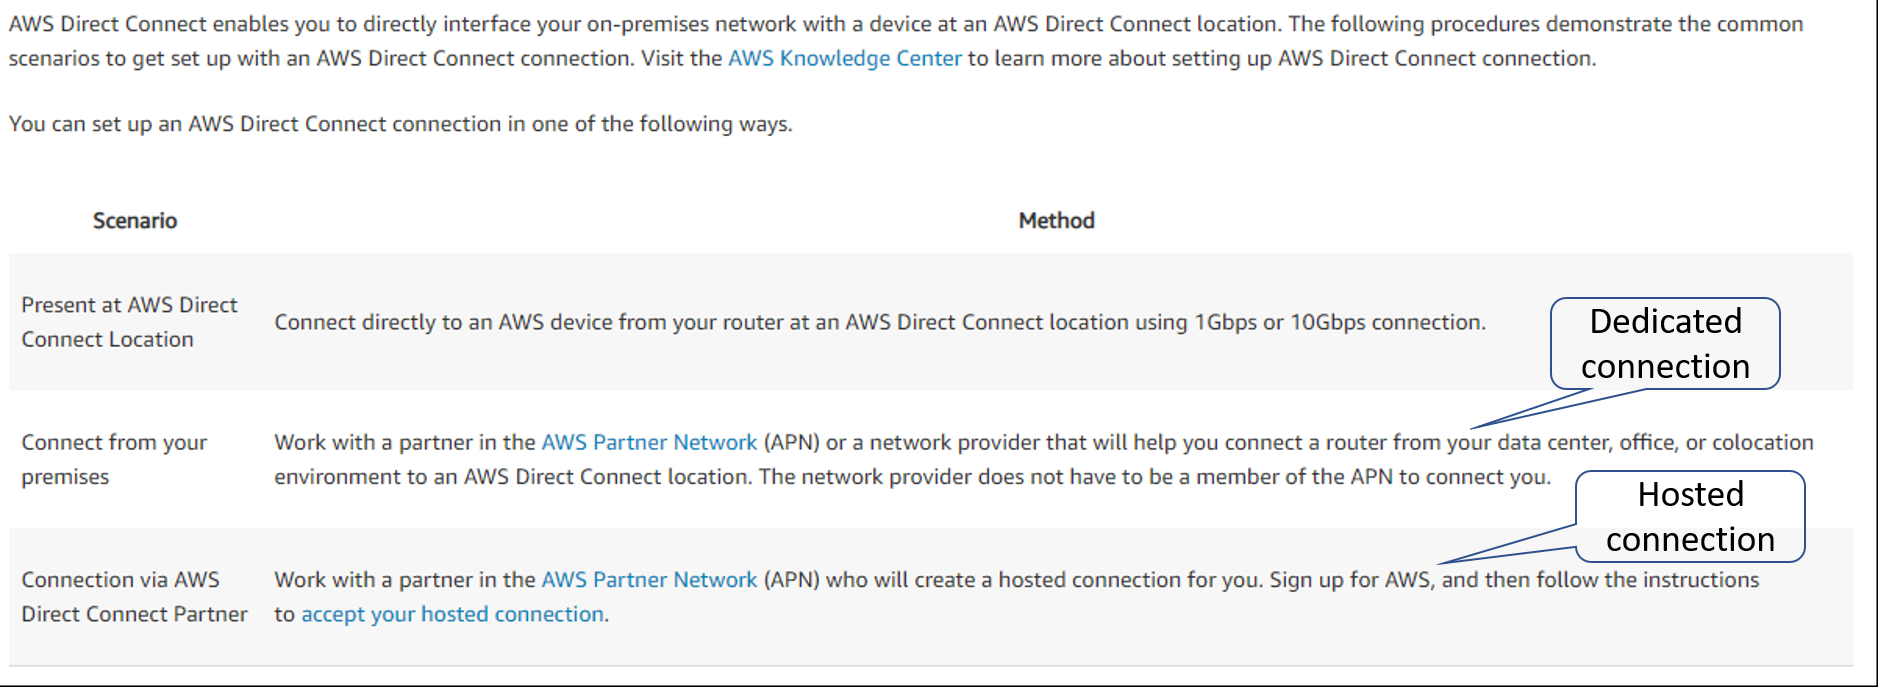 AWS Direct Connect enables you to directly interface your on-premises network with a device at an AWS Direct Connect location. The following procedures demonstrate the common
scenarios to get set up with an AWS Direct Connect connection. Visit the AWS Knowledge Center to learn more about setting up AWS Direct Connect connection.
You can set up an AWS Direct Connect connection in one of the following ways.
Scenario
Method
Present at AWS Direct
Connect Location
Connect directly to an AWS device from your router at an AWS Direct Connect location using 1Gbps or 10Gbps connection.
Dedicated
connection
Connect from your
premises
Work with a partner in the AWS Partner Network (APN) or a network provider that will help you connect a router from your data center, office, or colocation
environment to an AWS Direct Connect location. The network provider does not have to be a member of the APN to connect you.
Hosted
connection
Connection via AWS
Direct Connect Partner
Work with a partner in the AWS Partner Network (APN) who will create a hosted connection for you. Sign up for AWS, and then follow the instructions
to accept your hosted connection.